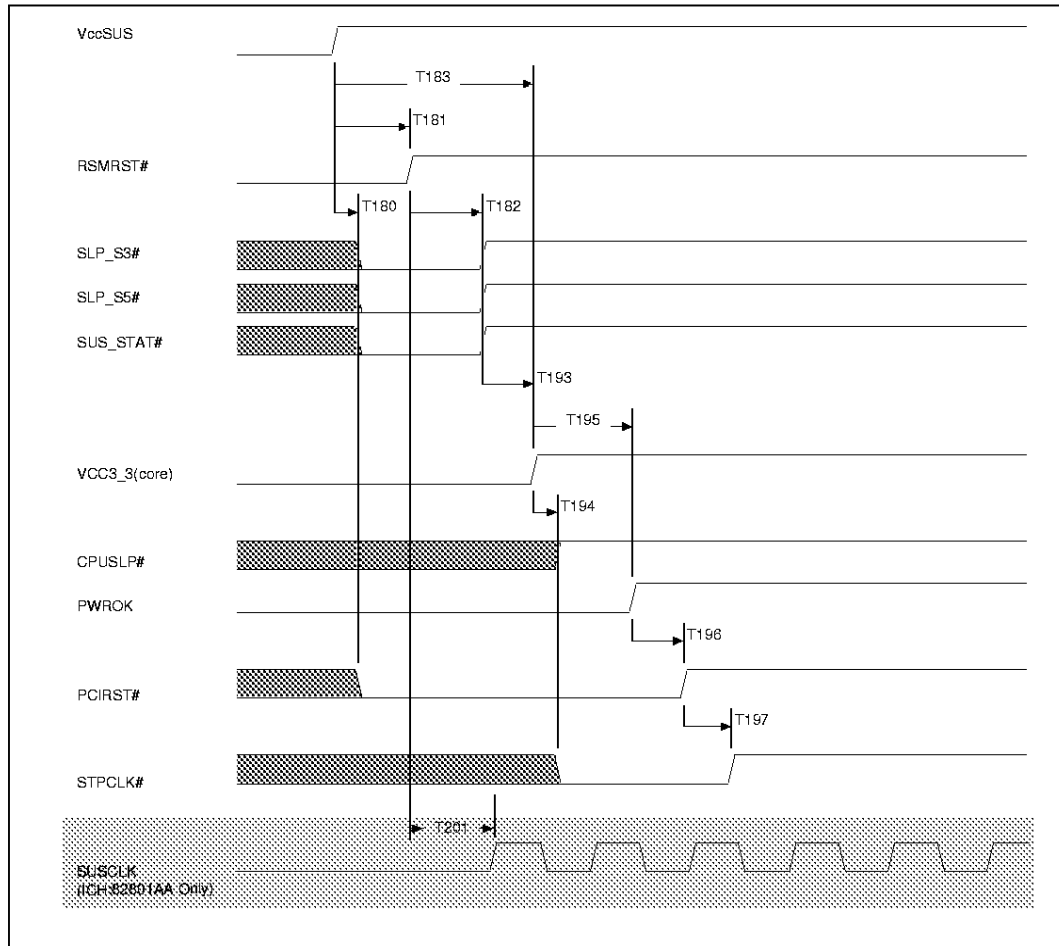 VccSUS
T183
T181
RSMRST#
T180
T182
SLP_S3#
SLP_S5#
SUS_STAT#
T193
T195
VCC3_3(core)
T194
CPUSLP#
PWROK
T196
PCIRST#
T197
STPCLK#
T201
SUSCLK
(ICH:82801AA Only)